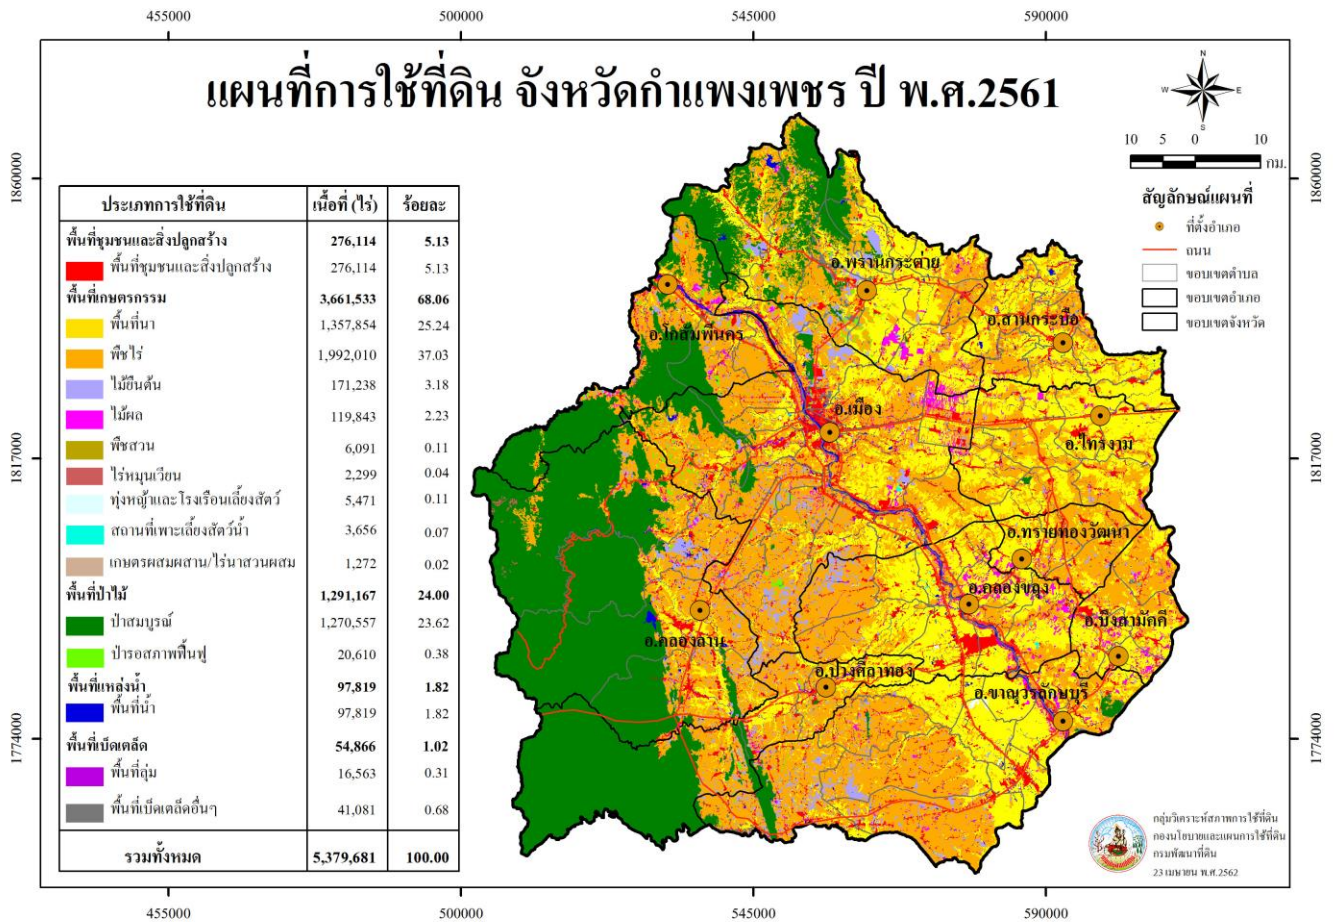 455000 500000 545000 590000
แผนที่การใช้ที่ดิน จังหวัดกำแพงเพชร ปี พ.ศ.2561
N
W E
S
10 5 0 10
กม.
1860000 1860000
1817000 1817000
1774000 1774000
ประเภทการใช้ที่ดิน เนื้อที่ (ไร่) ร้อยละ
พื้นที่ชุมชนและสิ่งปลูกสร้าง 276,114 5.13
พื้นที่ชุมชนและสิ่งปลูกสร้าง 276,114 5.13
พื้นที่เกษตรกรรม 3,661,533 68.06
พื้นที่นา 1,357,854 25.24
พืชไร่ 1,992,010 37.03
ไม้ยืนต้น 171,238 3.18
ไม้ผล 119,843 2.23
พืชสวน 6,091 0.11
ไร่หมุนเวียน 2,299 0.04
ทุ่งหญ้าและโรงเรือนเลี้ยงสัตว์ 5,471 0.11
สถานที่เพาะเลี้ยงสัตว์น้ำ 3,656 0.07
เกษตรผสมผสาน/ไร่นาสวนผสม 1,272 0.02
พื้นที่ป่าไม้ 1,291,167 24.00
ป่าสมบูรณ์ 1,270,557 23.62
ป่ารอสภาพฟื้นฟู 20,610 0.38
พื้นที่แหล่งน้ำ 97,819 1.82
พื้นที่น้ำ 97,819 1.82
พื้นที่เบ็ดเตล็ด 54,866 1.02
พื้นที่ลุ่ม 16,563 0.31
พื้นที่เบ็ดเตล็ดอื่นๆ 41,081 0.68
รวมทั้งหมด 5,379,681 100.00
สัญลักษณ์แผนที่
ที่ตั้งอำเภอ
ถนน
ขอบเขตตำบล
ขอบเขตอำเภอ
ขอบเขตจังหวัด
อ.พรานกระต่าย
อ.ลานกระบือ
อ.โกสัมพีนคร
อ.เมือง
อ.ไทรงาม
อ.ทรายทองวัฒนา
อ.คลองขลุง
อ.บึงสามัคคี
อ.คลองลาน
อ.ปางศิลาทอง
อ.ขาณุวรลักษบุรี
กลุ่มวิเคราะห์สภาพการใช้ที่ดิน
กองนโยบายและแผนการใช้ที่ดิน
กรมพัฒนาที่ดิน
23 เมษายน พ.ศ.2562
455000 500000 545000 590000